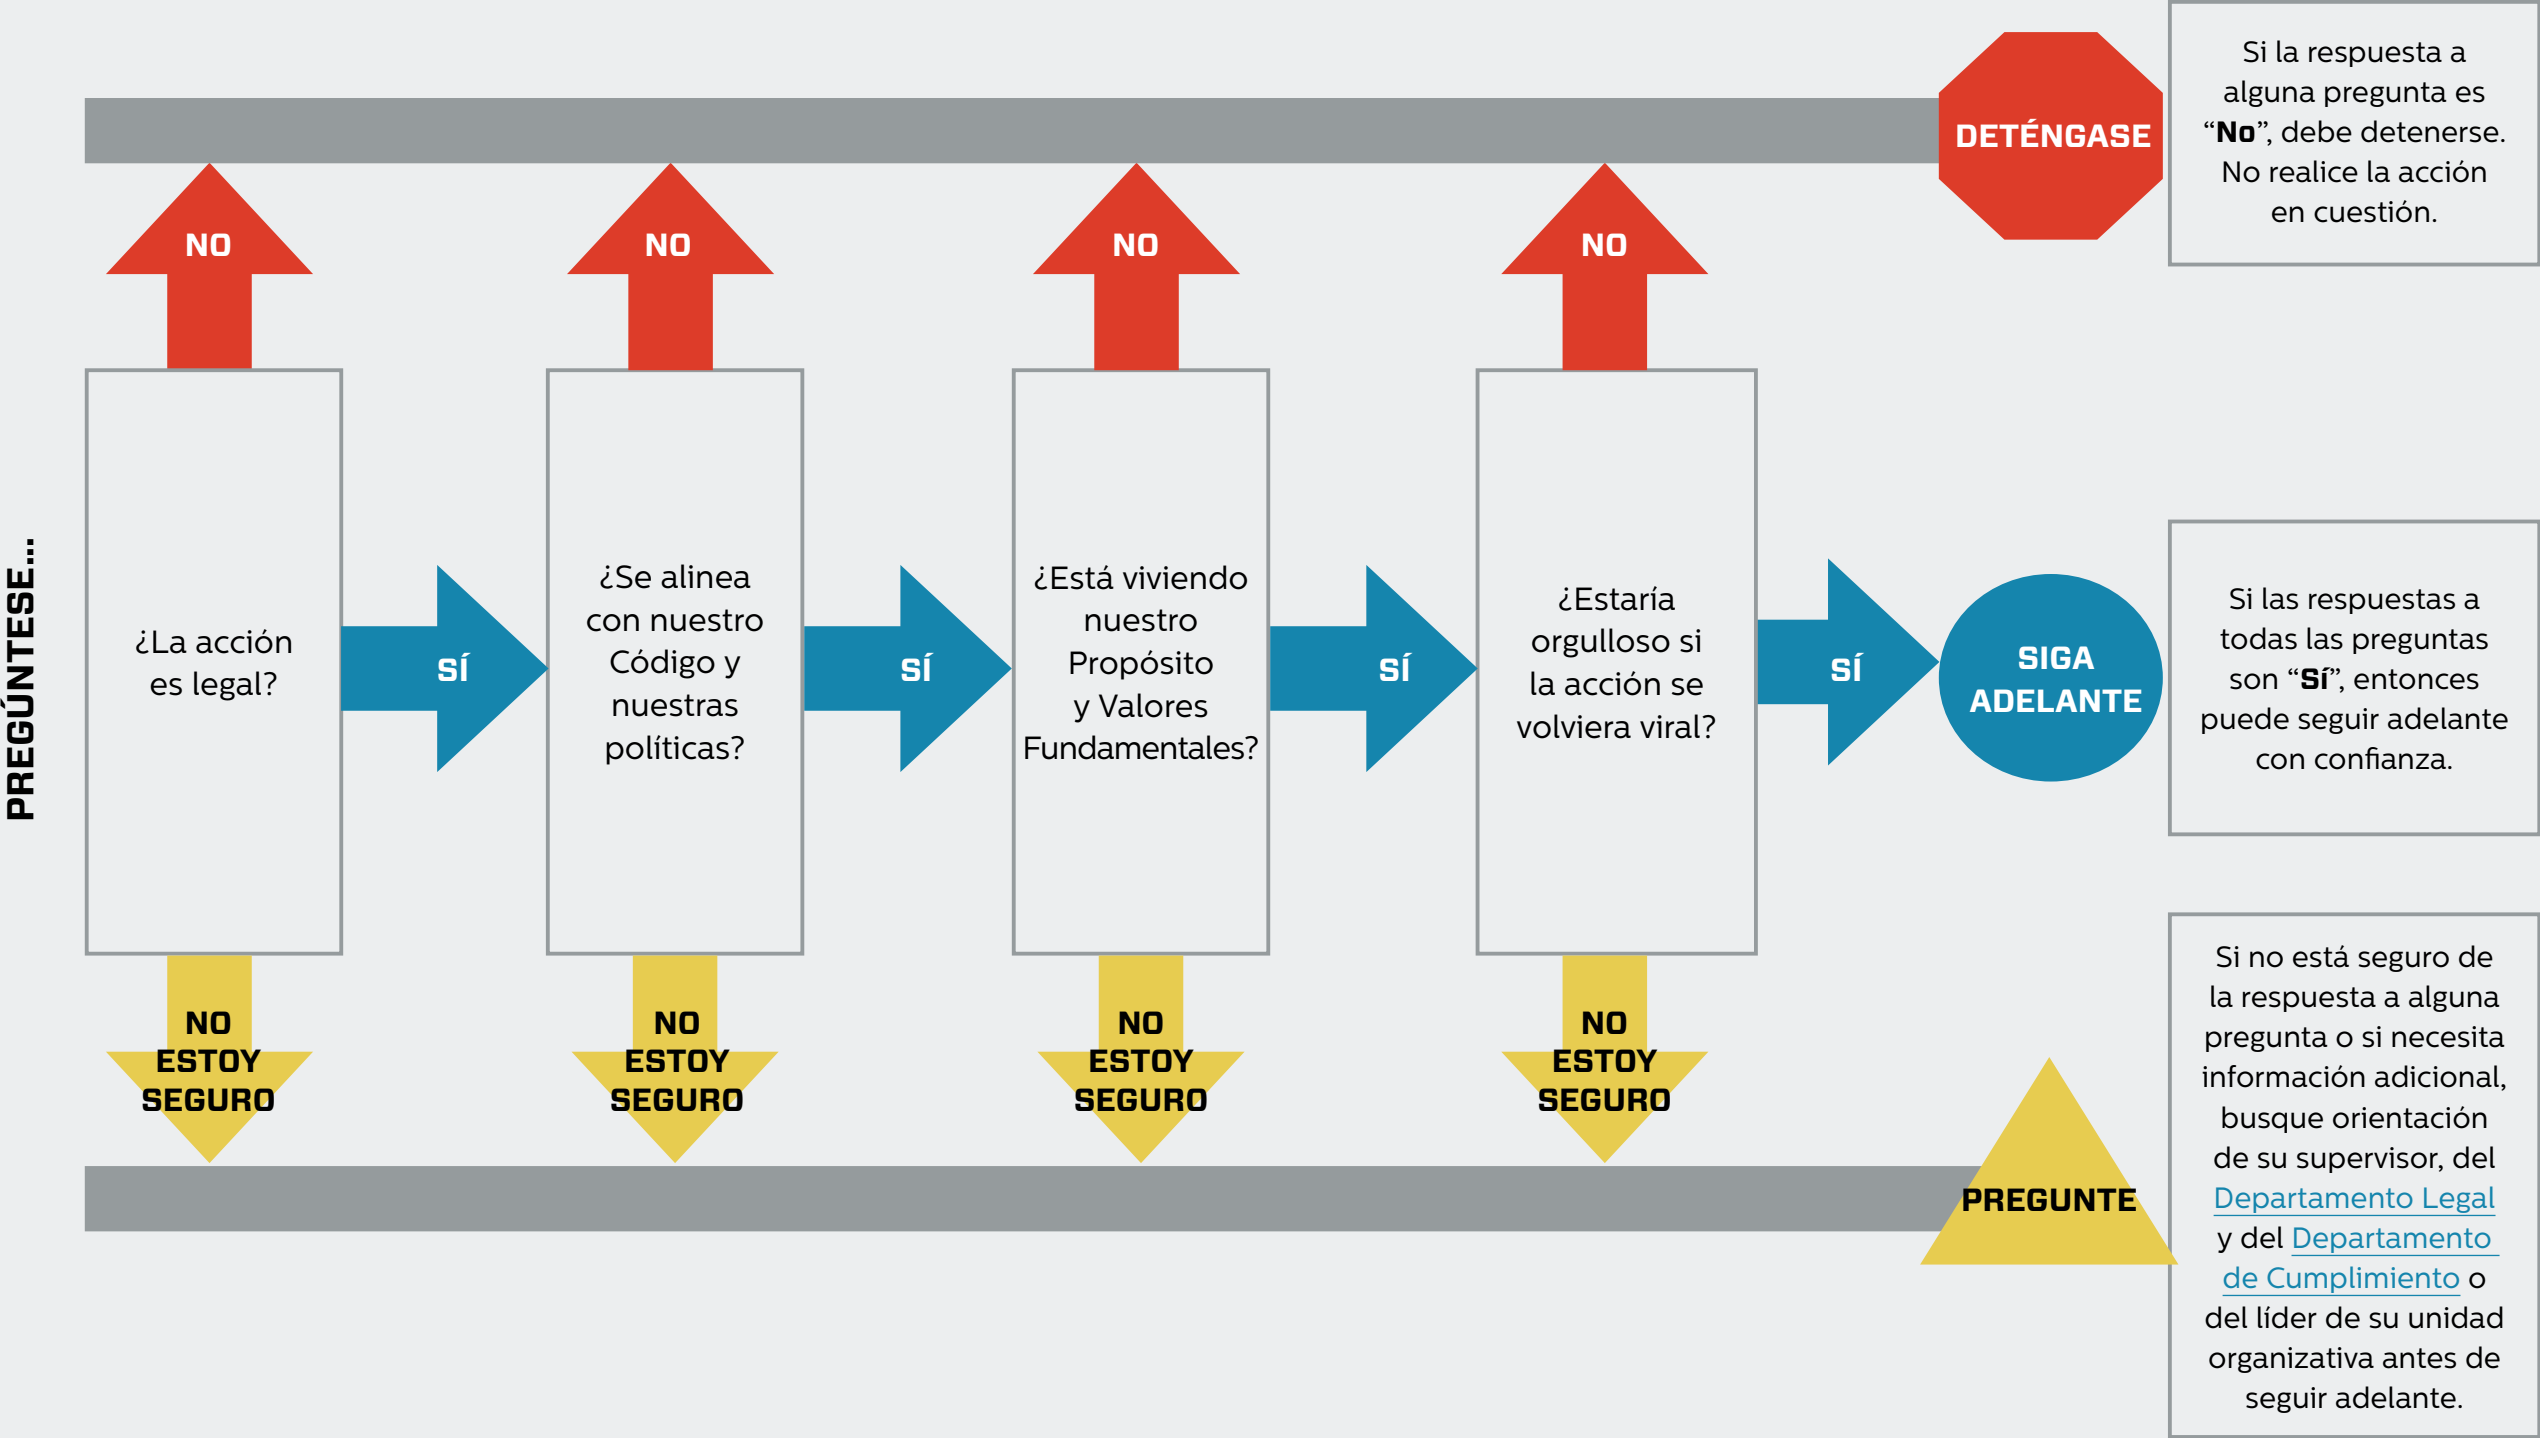 PREGÚNTESE...
NO
NO
NO
NO
DETÉNGASE
Si la respuesta a
alguna pregunta es
“No”, debe detenerse.
No realice la acción
en cuestión.
¿La acción
es legal?
SÍ
¿Se alinea
con nuestro
Código y
nuestras
políticas?
SÍ
¿Está viviendo
nuestro
Propósito
y Valores
Fundamentales?
SÍ
¿Estaría
orgulloso si
la acción se
volviera viral?
SÍ
SIGA
ADELANTE
Si las respuestas a
todas las preguntas
son “Sí”, entonces
puede seguir adelante
con confianza.
NO
ESTOY
SEGURO
NO
ESTOY
SEGURO
NO
ESTOY
SEGURO
NO
ESTOY
SEGURO
PREGUNTE
Si no está seguro de
la respuesta a alguna
pregunta o si necesita
información adicional,
busque orientación
de su supervisor, del
Departamento Legal
y del Departamento
de Cumplimiento o
del líder de su unidad
organizativa antes de
seguir adelante.